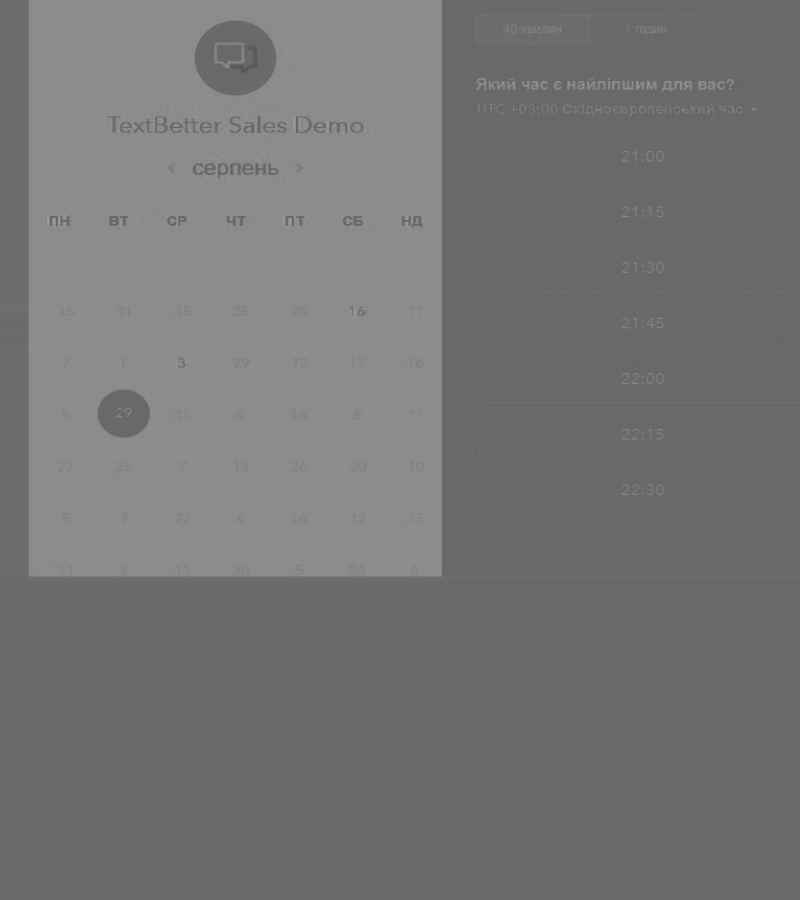 TextBetter Sales Demo
‹ серпень ›
ПН ВТ СР ЧТ ПТ СБ НД
15 31 15 25 20 16 11
7 1 3 29 12 17 16
5 29 15 6 16 5 11
27 25 7 12 26 20 10
5 7 27 4 16 12 15
11 3 11 20 5 24 6
40 хвилин 1 годин
Який час є найліпшим для вас?
UTC +03:00 Східноєвропейський час
21:00
21:15
21:30
21:45
22:00
22:15
22:30